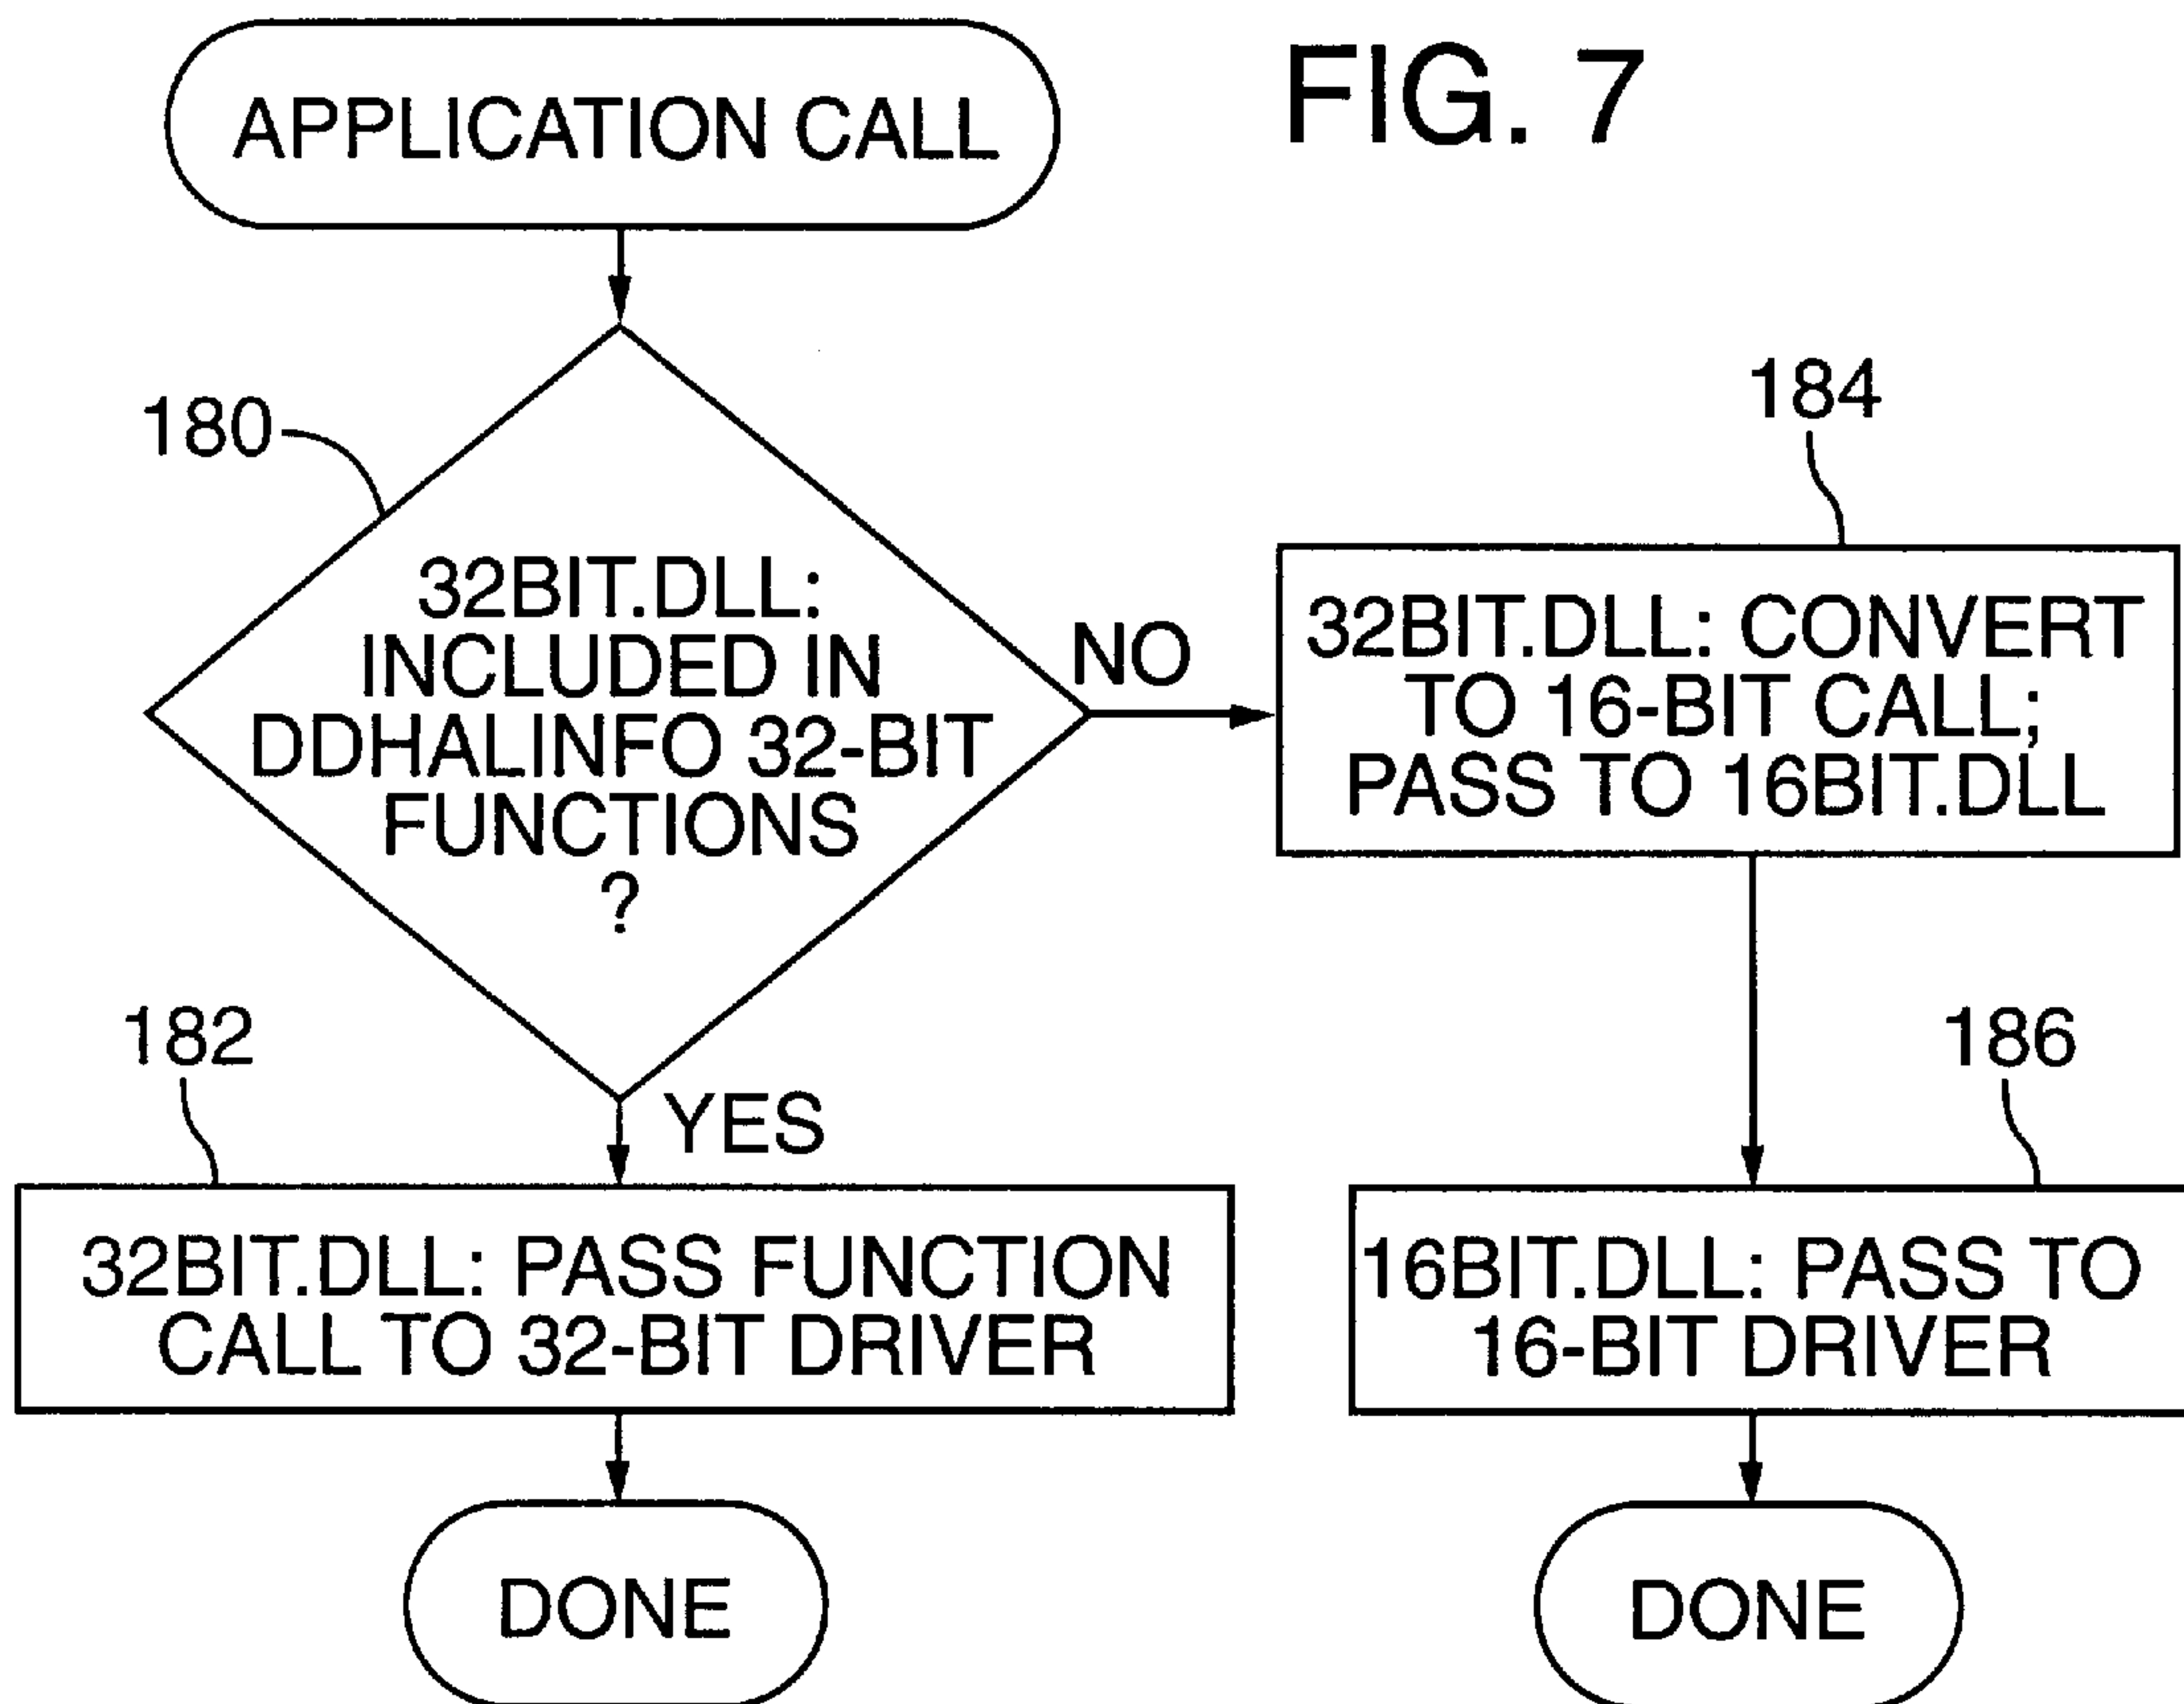 APPLICATION CALL
FIG. 7
180
32BIT.DLL:
INCLUDED IN
DDHALINFO 32-BIT
FUNCTIONS
?
NO
184
32BIT.DLL: CONVERT
TO 16-BIT CALL;
PASS TO 16BIT.DLL
182
YES
186
32BIT.DLL: PASS FUNCTION
CALL TO 32-BIT DRIVER
16BIT.DLL: PASS TO
16-BIT DRIVER
DONE
DONE